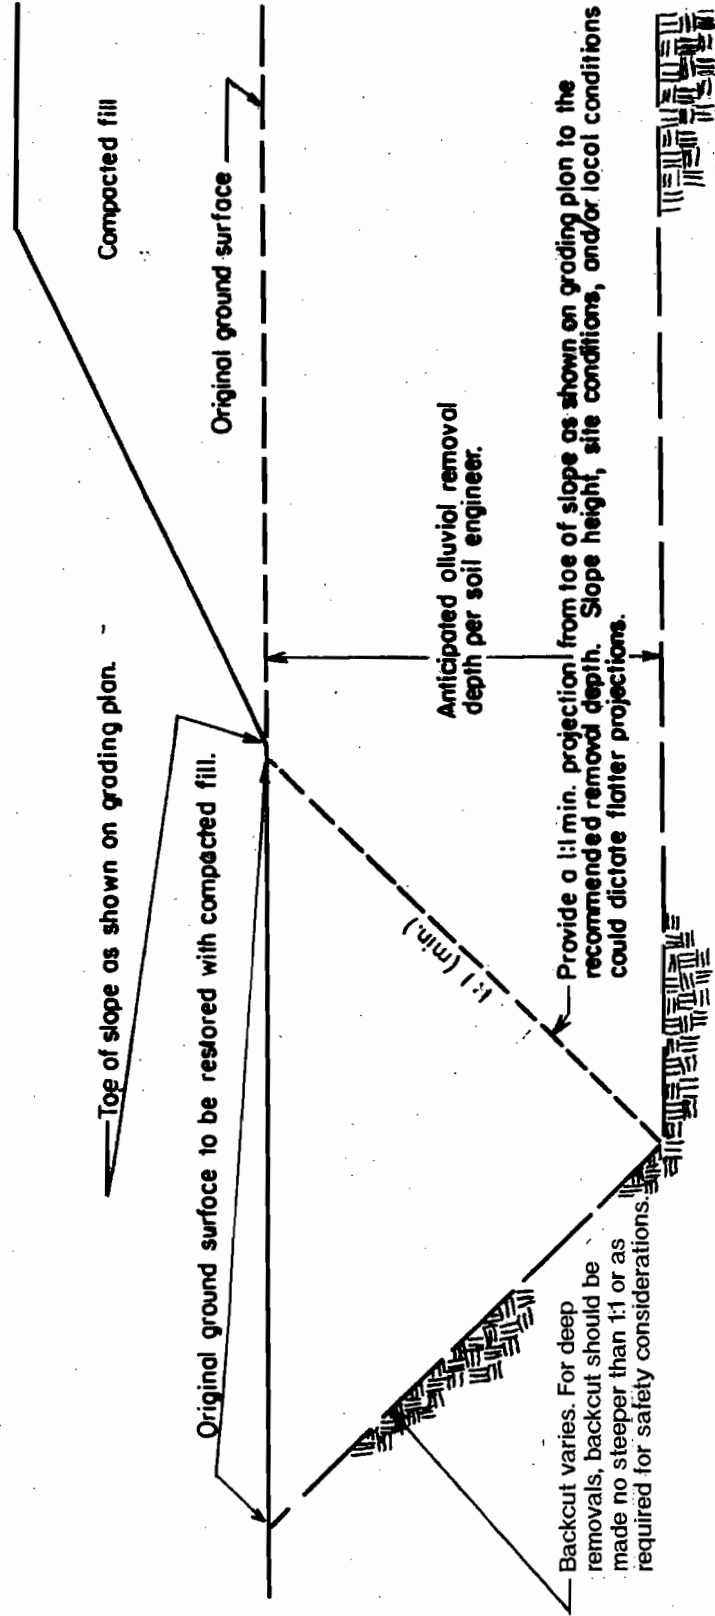 Compacted fill
Toe of slope as shown on grading plan.
Original ground surface
Original ground surface to be restored with compacted fill.
Anticipated alluvial removal
depth per soil engineer.
1:1 (min.)
Provide a 1:1 min. projection from toe of slope as shown on grading plan to the
recommended removal depth. Slope height, site conditions, and/or local conditions
could dictate flatter projections.
Backcut varies. For deep
removals, backcut should be
made no steeper than 1:1 or as
required for safety considerations.